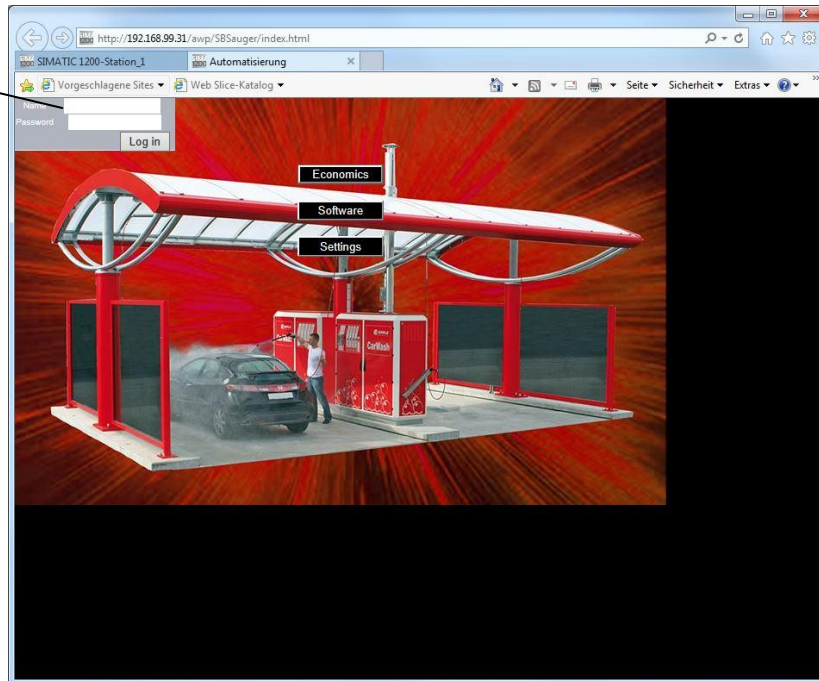 http://192.168.99.31/awp/SBSauger/index.html
SIMATIC 1200-Station_1
Automatisierung
Vorgeschlagene Sites
Web Slice-Katalog
Seite
Sicherheit
Extras
Name
Password
Log in
Economics
Software
Settings
CarWash